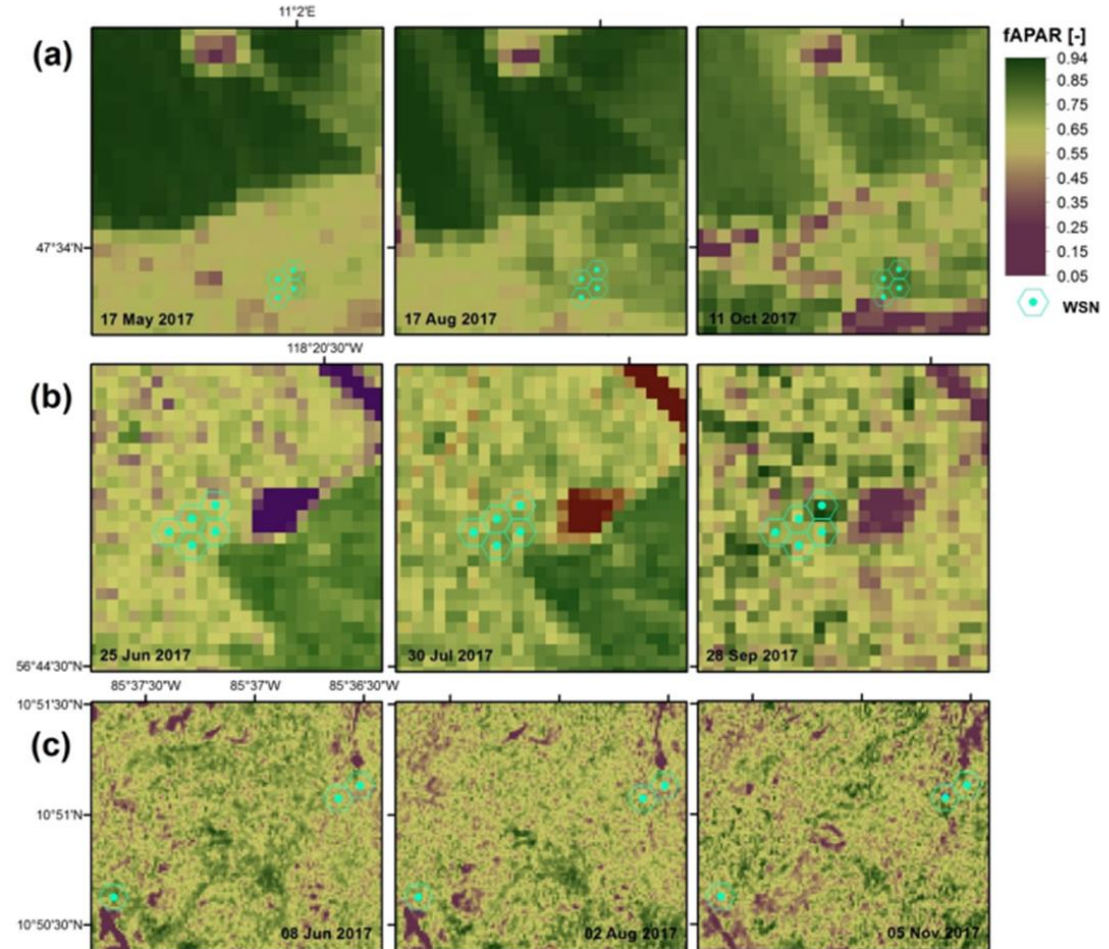 11°2'E
(a)
fAPAR [-]
0.94
0.85
0.75
0.65
0.55
0.45
0.35
0.25
0.15
0.05
WSN
47°34'N
17 May 2017
17 Aug 2017
11 Oct 2017
118°20'30"W
(b)
56°44'30"N
25 Jun 2017
30 Jul 2017
28 Sep 2017
85°37'30"W
85°37'W
85°36'30"W
10°51'30"N
(c)
10°51'N
10°50'30"N
08 Jun 2017
02 Aug 2017
05 Nov 2017